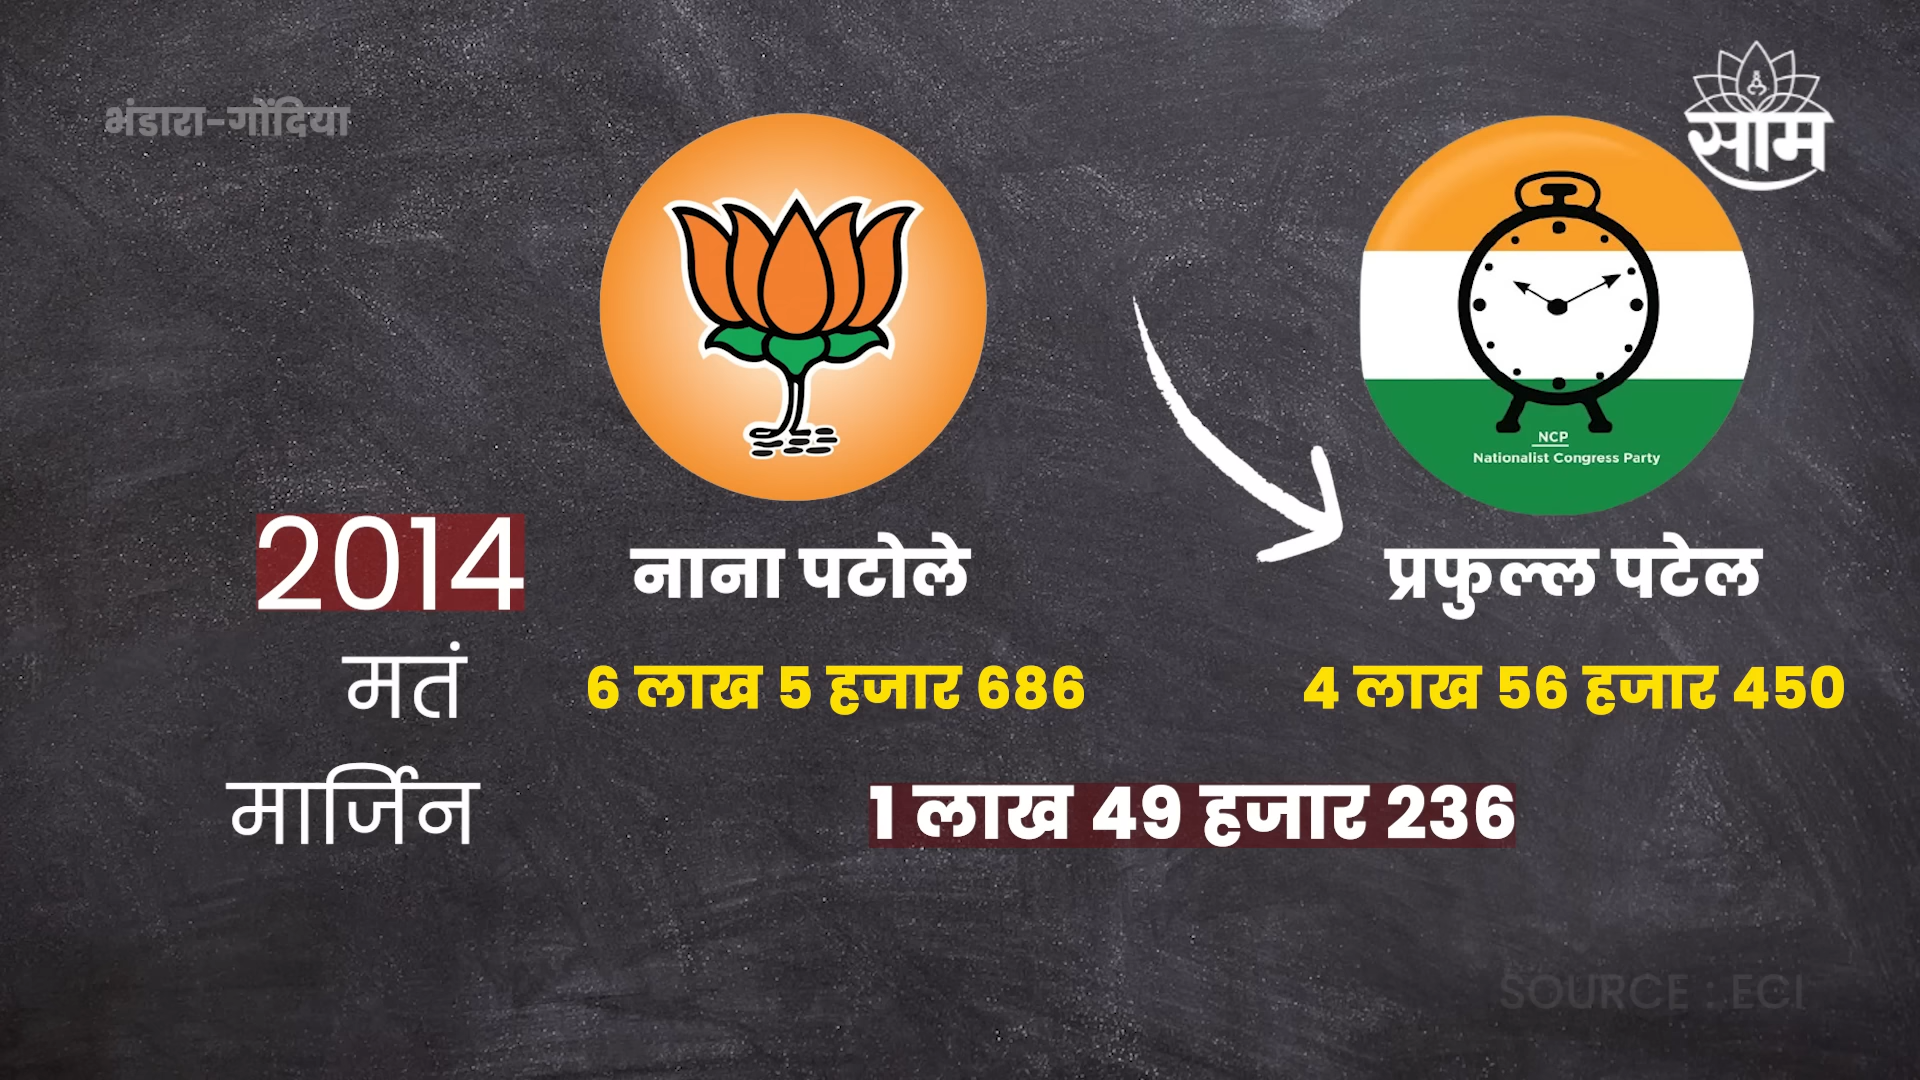 भंडारा-गोंदिया
साम
NCP
Nationalist Congress Party
2014
नाना पटोले
प्रफुल्ल पटेल
मतं
6 लाख 5 हजार 686
4 लाख 56 हजार 450
मार्जिन
1 लाख 49 हजार 236
SOURCE : ECI